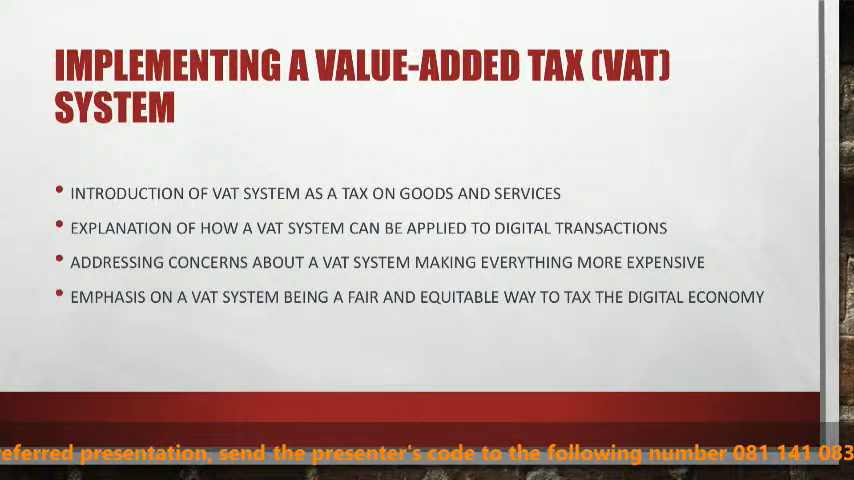 IMPLEMENTING A VALUE-ADDED TAX (VAT)
SYSTEM
• INTRODUCTION OF VAT SYSTEM AS A TAX ON GOODS AND SERVICES
• EXPLANATION OF HOW A VAT SYSTEM CAN BE APPLIED TO DIGITAL TRANSACTIONS
• ADDRESSING CONCERNS ABOUT A VAT SYSTEM MAKING EVERYTHING MORE EXPENSIVE
• EMPHASIS ON A VAT SYSTEM BEING A FAIR AND EQUITABLE WAY TO TAX THE DIGITAL ECONOMY
eferred presentation, send the presenter's code to the following number 081 141 083